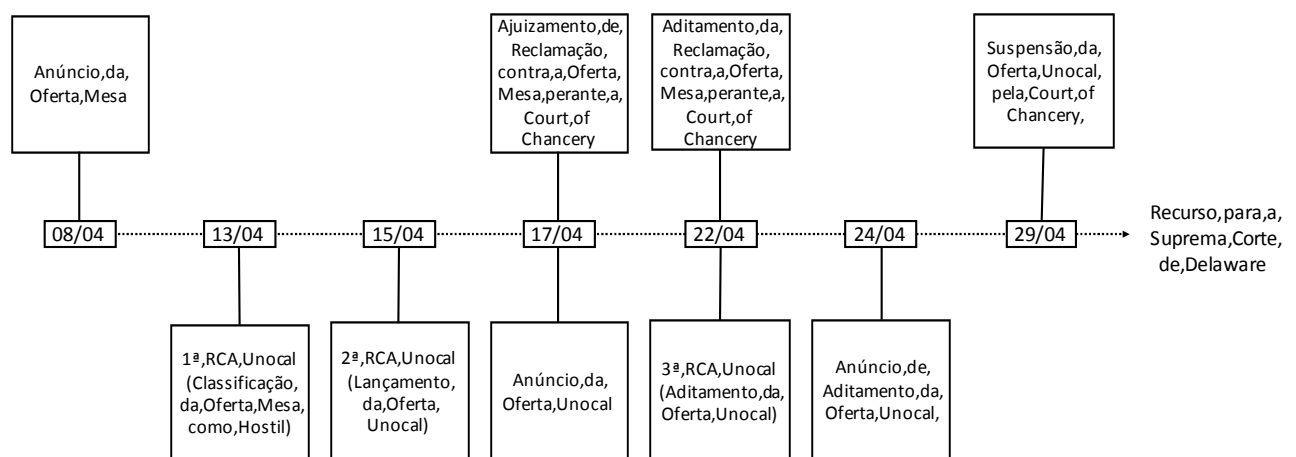 Anúncio,da,
Oferta,Mesa
Ajuizamento,de,
Reclamação,
contra,a,Oferta,
Mesa,perante,a,
Court,of
Chancery
Aditamento,da,
Reclamação,
contra,a,Oferta,
Mesa,perante,a,
Court,of
Chancery
Suspensão,da,
Oferta,Unocal,
pela,Court,of
Chancery,
08/04
13/04
15/04
17/04
22/04
24/04
29/04
Recurso,para,a,
Suprema,Corte,
de,Delaware
1ª,RCA,Unocal
(Classificação,
da,Oferta,Mesa,
como,Hostil)
2ª,RCA,Unocal
(Lançamento,
da,Oferta,
Unocal)
Anúncio,da,
Oferta,Unocal
3ª,RCA,Unocal
(Aditamento,da,
Oferta,Unocal)
Anúncio,de,
Aditamento,da,
Oferta,Unocal,